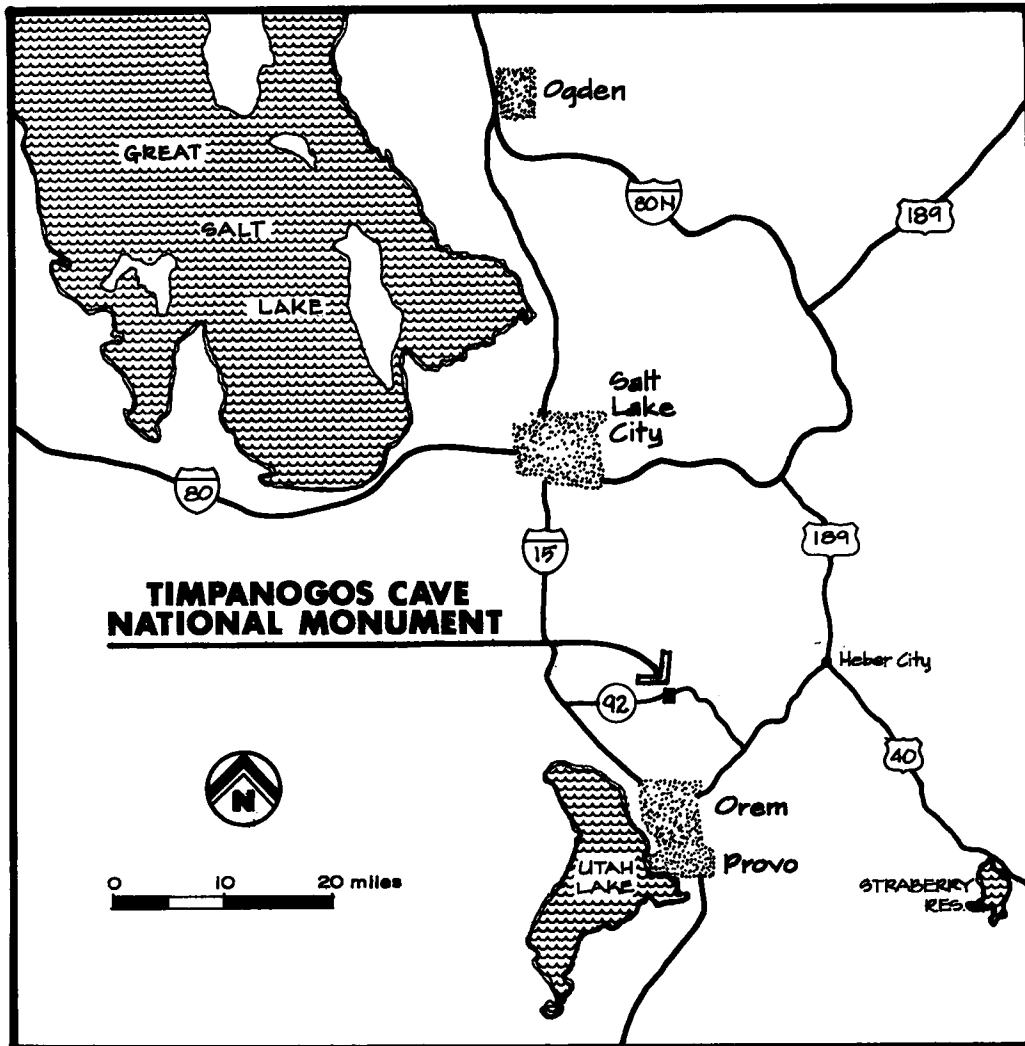 Ogden
GREAT
80N
189
SALT
LAKE
Salt
Lake
City
80
15
189
TIMPANOGOS CAVE
NATIONAL MONUMENT
Heber City
92
40
N
Orem
Provo
UTAH
LAKE
0 10 20 miles
STRABERRY
RES.